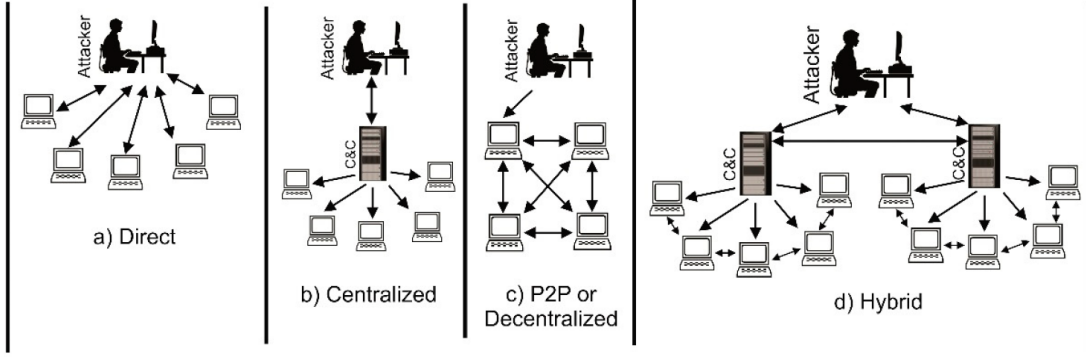 Attacker
a) Direct
Attacker
C&C
b) Centralized
Attacker
c) P2P or
Decentralized
Attacker
C&C
C&C
d) Hybrid